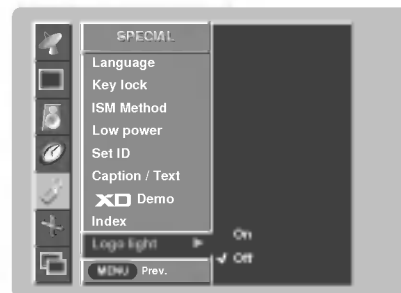 SPECIAL
Language
Key lock
ISM Method
Low power
Set ID
Caption / Text
XD Demo
Index
Logo light
On
Off
MENU Prev.